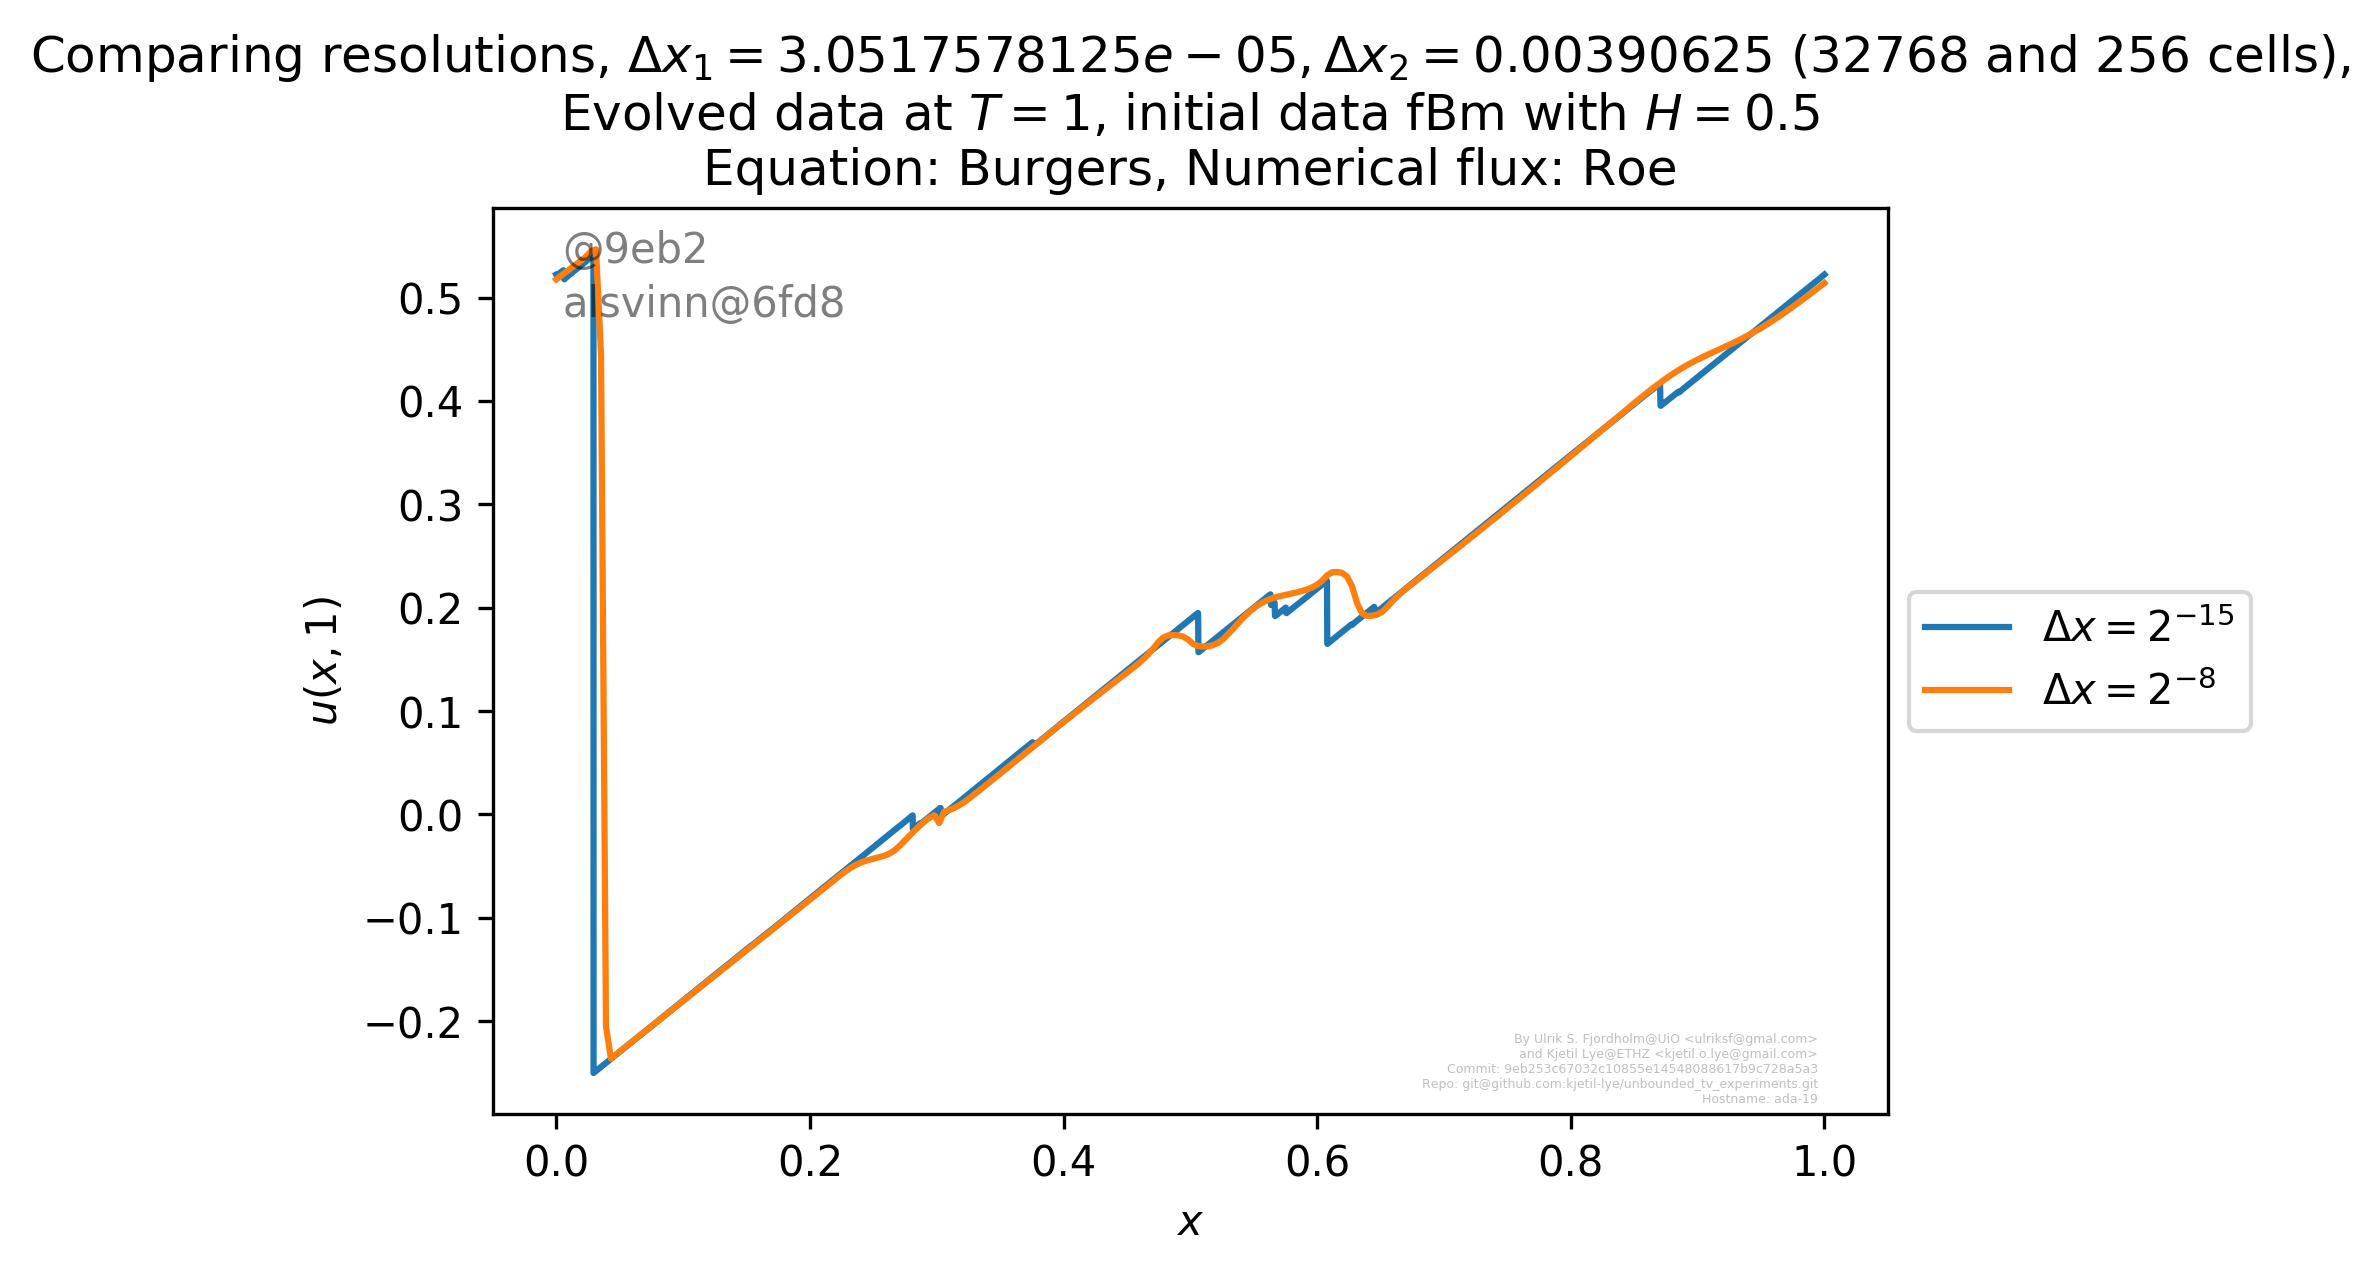 Comparing resolutions, Δx₁ = 3.0517578125e − 05, Δx₂ = 0.00390625 (32768 and 256 cells),
Evolved data at T = 1, initial data fBm with H = 0.5
Equation: Burgers, Numerical flux: Roe
@9eb2
alsvinn@6fd8
0.5
0.4
0.3
0.2
0.1
0.0
−0.1
−0.2
u(x, 1)
Δx = 2⁻¹⁵
Δx = 2⁻⁸
By Ulrik S. Fjordholm@UiO <ulriksf@gmal.com>
and Kjetil Lye@ETHZ <kjetil.o.lye@gmail.com>
Commit: 9eb253c67032c10855e14548088617b9c728a5a3
Repo: git@github.com:kjetil-lye/unbounded_tv_experiments.git
Hostname: ada-19
0.0 0.2 0.4 0.6 0.8 1.0
x